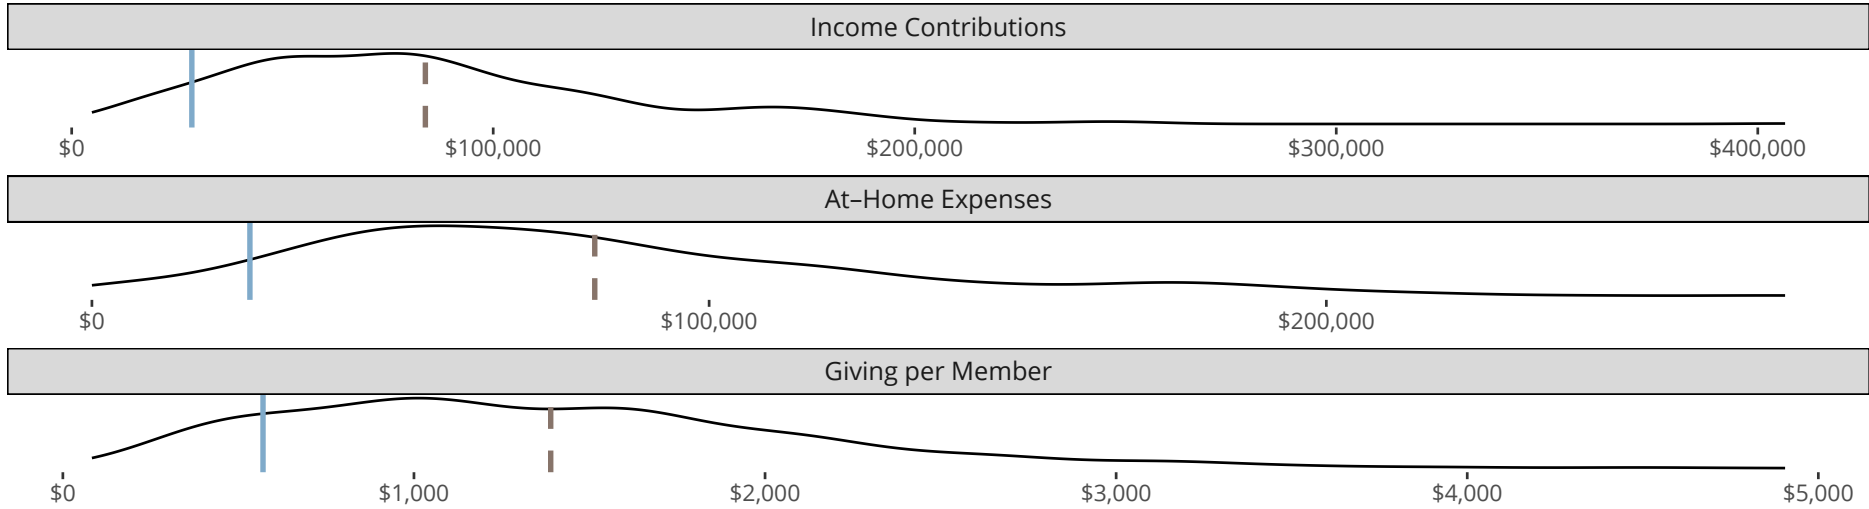 Income Contributions
$0 $100,000 $200,000 $300,000 $400,000
At–Home Expenses
$0 $100,000 $200,000
Giving per Member
$0 $1,000 $2,000 $3,000 $4,000 $5,000